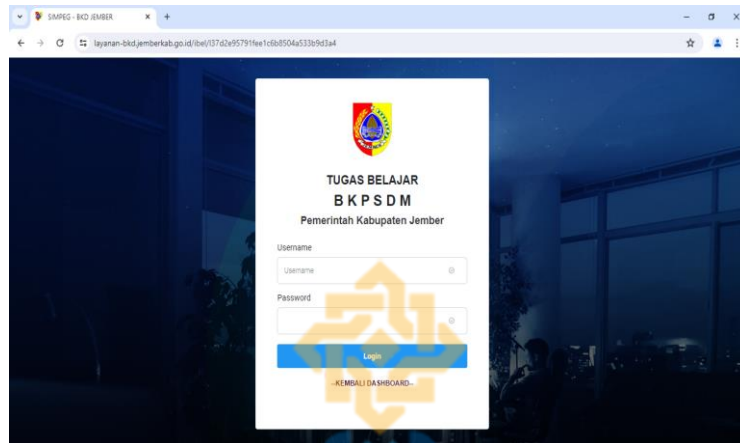 SIMPEG - BKD JEMBER
layanan-bkd.jemberkab.go.id/ibel/l37d2e95791fee1c6b8504a533b9d3a4
TUGAS BELAJAR
B K P S D M
Pemerintah Kabupaten Jember
Username
Username
Password
Login
--KEMBALI DASHBOARD--